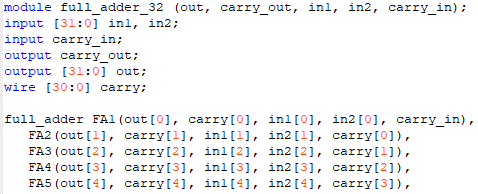 module full_adder_32 (out, carry_out, in1, in2, carry_in);
input [31:0] in1, in2;
input carry_in;
output carry_out;
output [31:0] out;
wire [30:0] carry;
full_adder FA1(out[0], carry[0], in1[0], in2[0], carry_in),
FA2(out[1], carry[1], in1[1], in2[1], carry[0]),
FA3(out[2], carry[2], in1[2], in2[2], carry[1]),
FA4(out[3], carry[3], in1[3], in2[3], carry[2]),
FA5(out[4], carry[4], in1[4], in2[4], carry[3]),